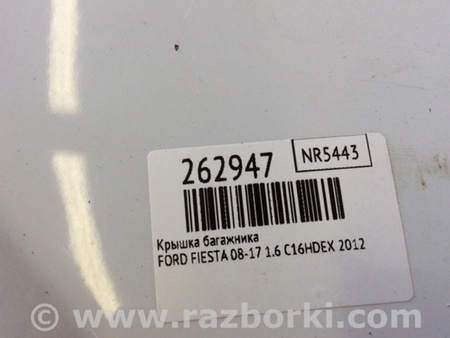 262947
NR5443
Крышка багажника
FORD FIESTA 08-17 1.6 C16HDEX 2012
© www.razborki.com